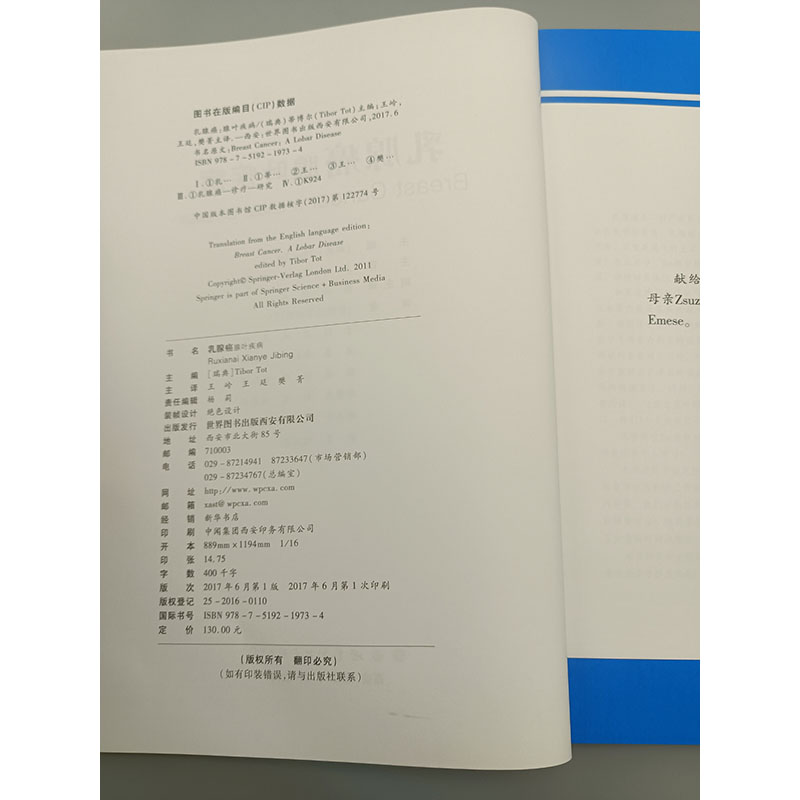 图书在版编目(CIP)数据
乳腺癌:腺叶疾病/(瑞典)蒂博尔(Tibor Tot)主编;王岭,
王廷,樊菁主译.—西安:世界图书出版西安有限公司,2017.6
书名原文:Breast Cancer: A Lobar Disease
ISBN 978-7-5192-1973-4
Ⅰ.①乳… Ⅱ.①蒂… ②王… ③王… ④樊…
Ⅲ.①乳腺癌—诊疗—研究 Ⅳ.①R924
中国版本图书馆CIP数据核字(2017)第122774号
Translation from the English language edition:
Breast Cancer. A Lobar Disease
edited by Tibor Tot
Copyright© Springer-Verlag London Ltd. 2011
Springer is part of Springer Science + Business Media
All Rights Reserved
书 名 乳腺癌腺叶疾病
Ruxianai Xianye Jibing
主 编 [瑞典]Tibor Tot
主 译 王 岭 王 廷 樊 菁
责任编辑 杨 莉
装帧设计 绝色设计
出版发行 世界图书出版西安有限公司
地 址 西安市北大街85号
邮 编 710003
电 话 029-87214941 87233647(市场营销部)
029-87234767(总编室)
网 址 http://www.wpcxa.com
邮 箱 xast@wpcxa.com
经 销 新华书店
印 刷 中闻集团西安印务有限公司
开 本 889mm×1194mm 1/16
印 张 14.75
字 数 400千字
版 次 2017年6月第1版 2017年6月第1次印刷
版权登记 25-2016-0110
国际书号 ISBN 978-7-5192-1973-4
定 价 130.00元
(版权所有 翻印必究)
(如有印装错误,请与出版社联系)
献给
母亲Zsuz
Emese。